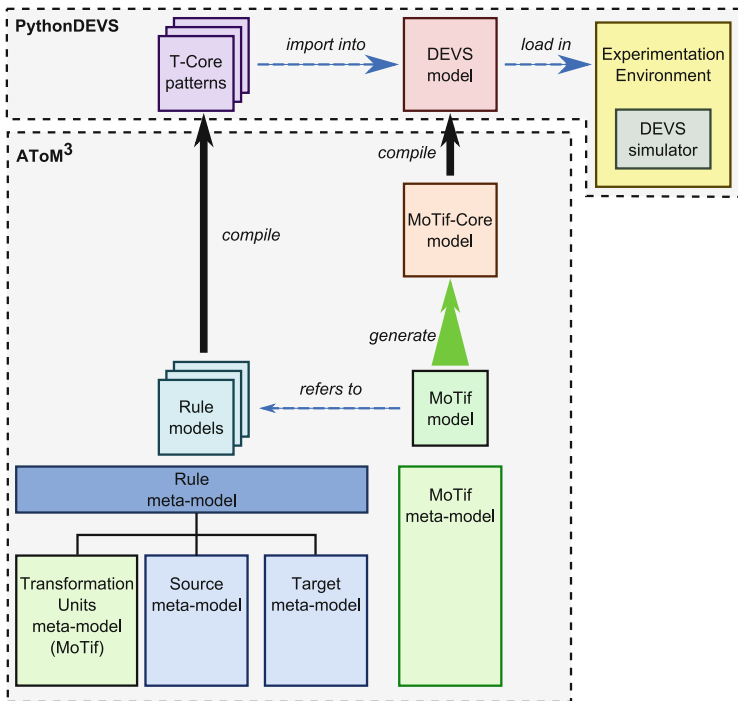 PythonDEVS
T-Core
patterns
import into
DEVS
model
load in
Experimentation
Environment
DEVS
simulator
AToM3
compile
compile
MoTif-Core
model
generate
Rule
models
refers to
MoTif
model
Rule
meta-model
MoTif
meta-model
Transformation
Units
meta-model
(MoTif)
Source
meta-model
Target
meta-model